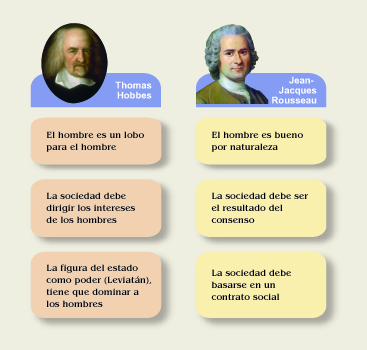 Thomas
Hobbes
El hombre es un lobo
para el hombre
La sociedad debe
dirigir los intereses
de los hombres
La figura del estado
como poder (Leviatán),
tiene que dominar a
los hombres
Jean-
Jacques
Rousseau
El hombre es bueno
por naturaleza
La sociedad debe ser
el resultado del
consenso
La sociedad debe
basarse en un
contrato social